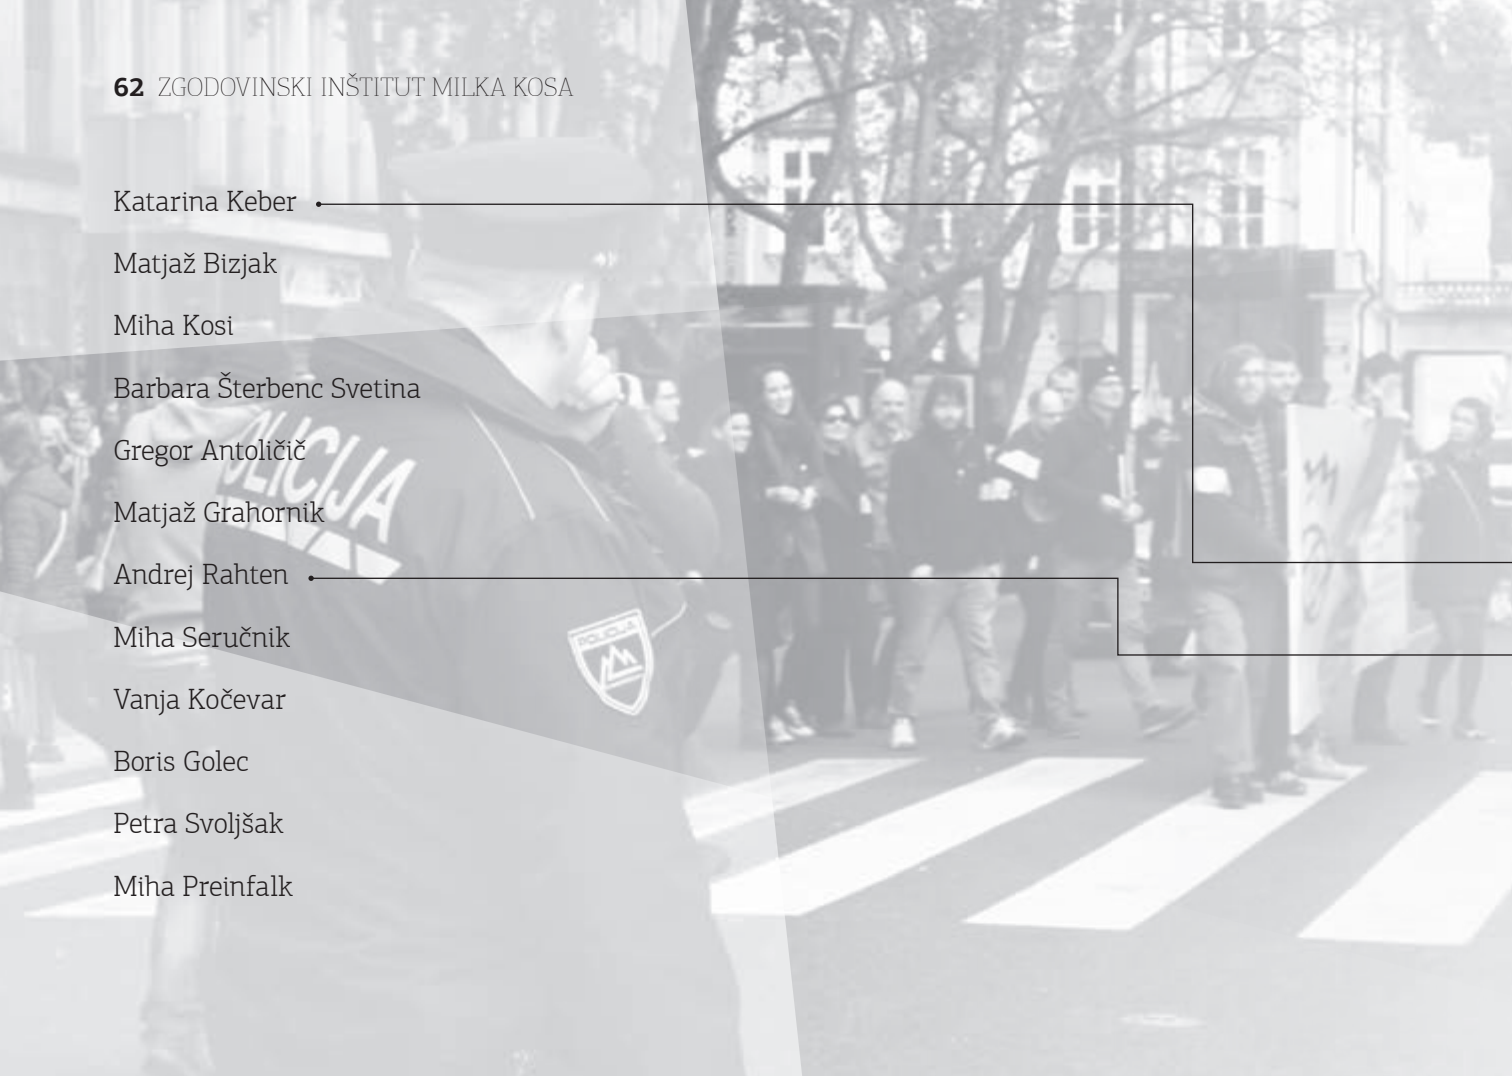 62 ZGODOVINSKI INŠTITUT MILKA KOSA
Katarina Keber
Matjaž Bizjak
Miha Kosi
Barbara Šterbenc Svetina
Gregor Antoličič
Matjaž Grahornik
Andrej Rahten
Miha Seručnik
Vanja Kočevar
Boris Golec
Petra Svoljšak
Miha Preinfalk
POLICIJA
POLICIJA